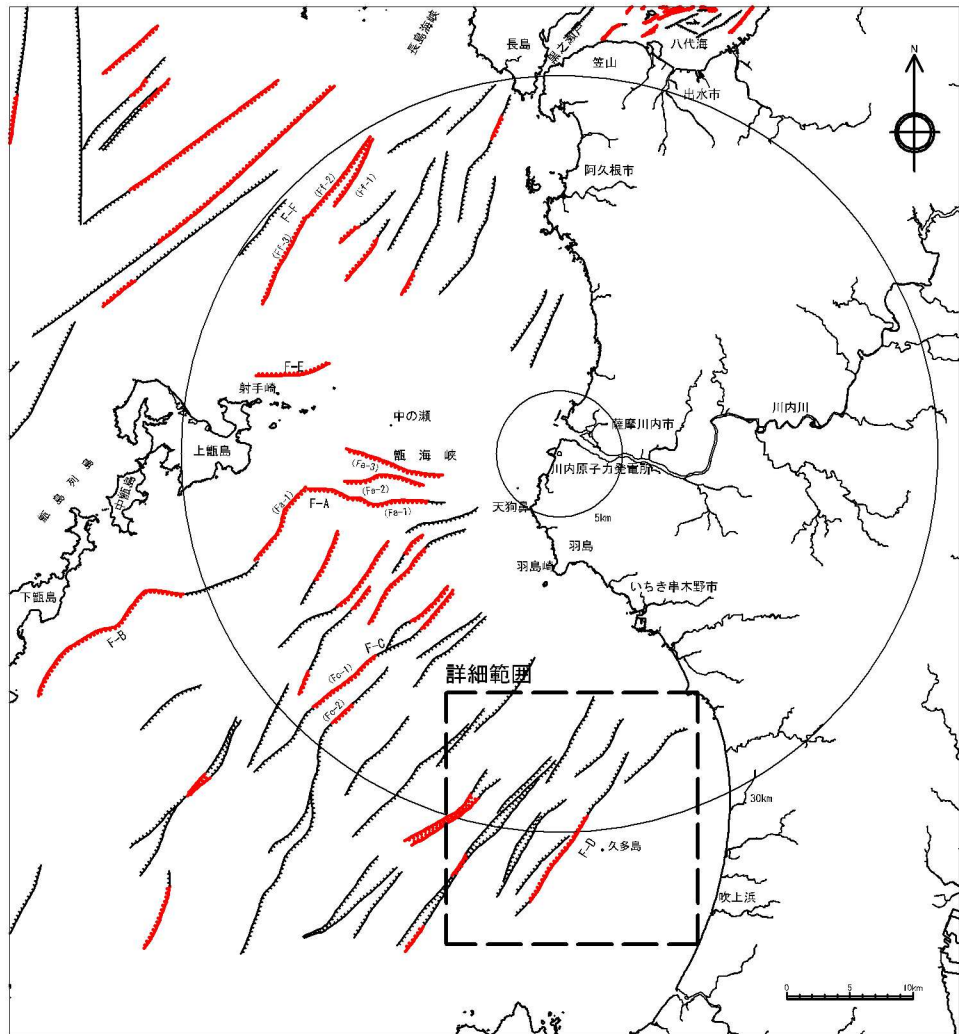 長島海峡
長島
黒之瀬戸
八代海
笠山
出水市
N
阿久根市
(Ff-2)
(Ff-1)
F-F
(Ff-3)
川内川
F-E
射手崎
中の瀬
薩摩川内市
上甑島
甑海峡
川内原子力発電所
(Fa-3)
(Fa-2)
(Fa-1)
F-A
(Fa-1)
甑島列島
中甑島
天狗鼻
5km
羽島
羽島崎
いちき串木野市
下甑島
F-B
F-C
(Fc-1)
(Fc-2)
詳細範囲
30km
F-D
久多島
吹上浜
0 5 10km